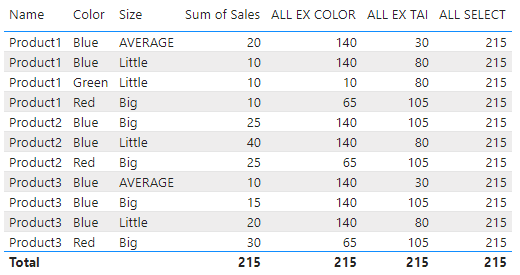 Name Color Size Sum of Sales ALL EX COLOR ALL EX TAI ALL SELECT
Product1 Blue AVERAGE 20 140 30 215
Product1 Blue Little 10 140 80 215
Product1 Green Little 10 10 80 215
Product1 Red Big 10 65 105 215
Product2 Blue Big 25 140 105 215
Product2 Blue Little 40 140 80 215
Product2 Red Big 25 65 105 215
Product3 Blue AVERAGE 10 140 30 215
Product3 Blue Big 15 140 105 215
Product3 Blue Little 20 140 80 215
Product3 Red Big 30 65 105 215
Total 215 215 215 215